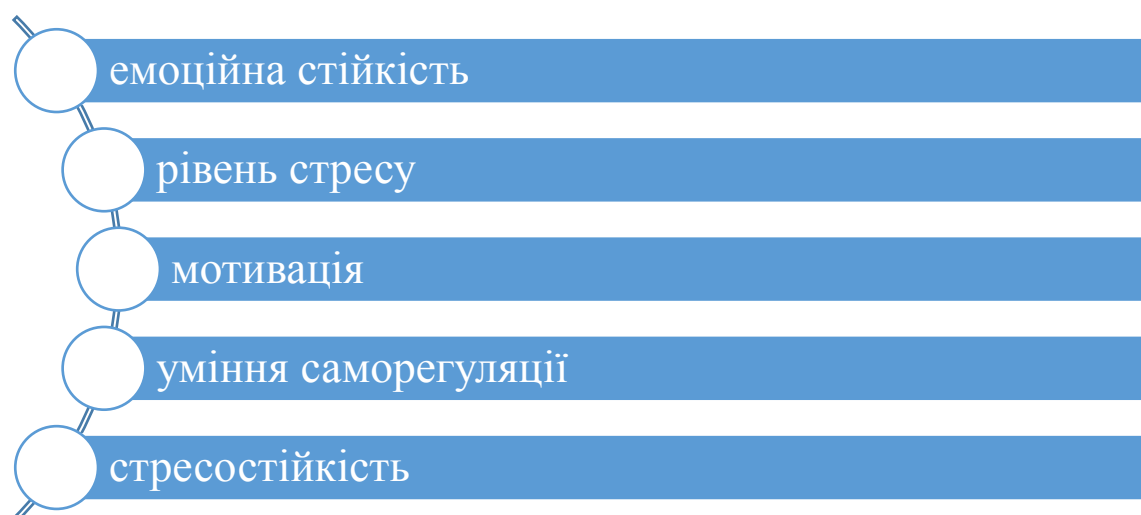 емоційна стійкість
рівень стресу
мотивація
уміння саморегуляції
стресостійкість